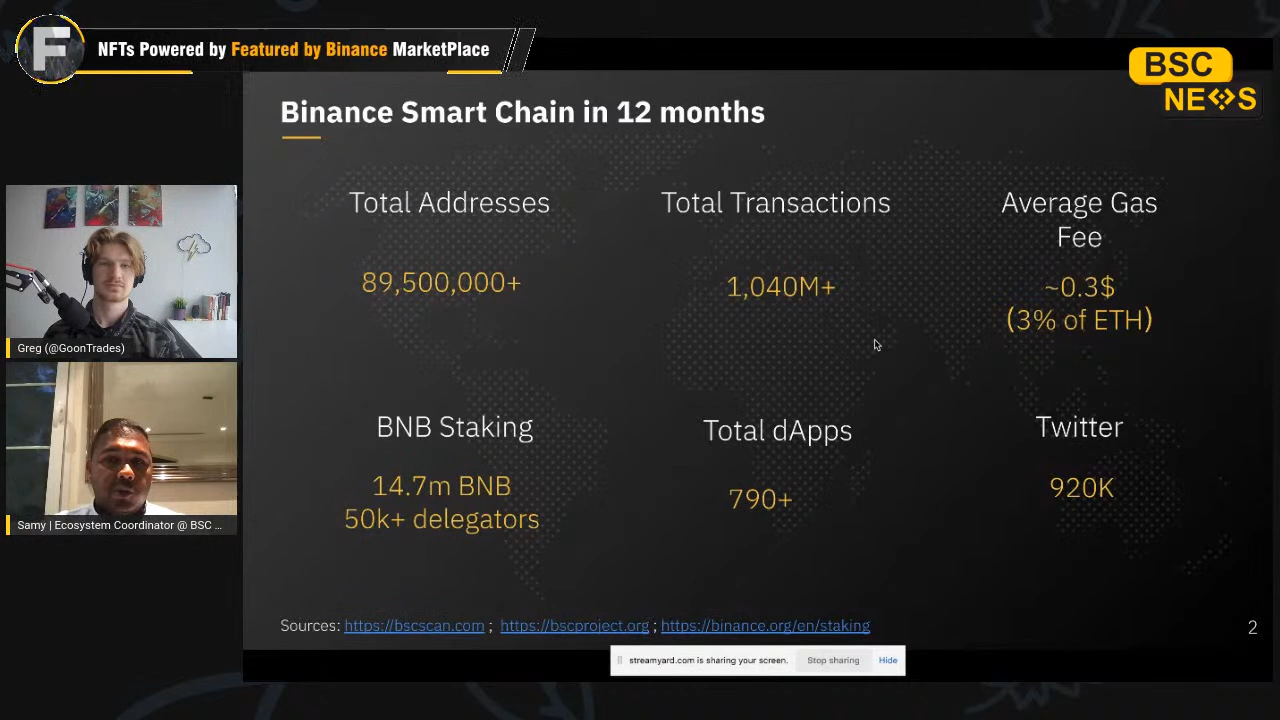 F
NFTs Powered by Featured by Binance MarketPlace
BSC
NEWS
Binance Smart Chain in 12 months
Total Addresses
89,500,000+
Total Transactions
1,040M+
Average Gas
Fee
~0.3$
(3% of ETH)
Greg (@GoonTrades)
BNB Staking
14.7m BNB
50k+ delegators
Total dApps
790+
Twitter
920K
Samy | Ecosystem Coordinator @ BSC ...
Sources: https://bscscan.com ; https://bscproject.org ; https://binance.org/en/staking
2
streamyard.com is sharing your screen. Stop sharing Hide